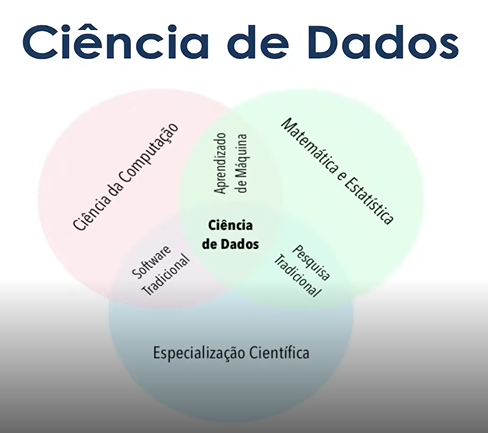 Ciência de Dados
Ciência da Computação
Aprendizado
de Máquina
Matemática e Estatística
Ciência
de Dados
Software
Tradicional
Pesquisa
Tradicional
Especialização Científica